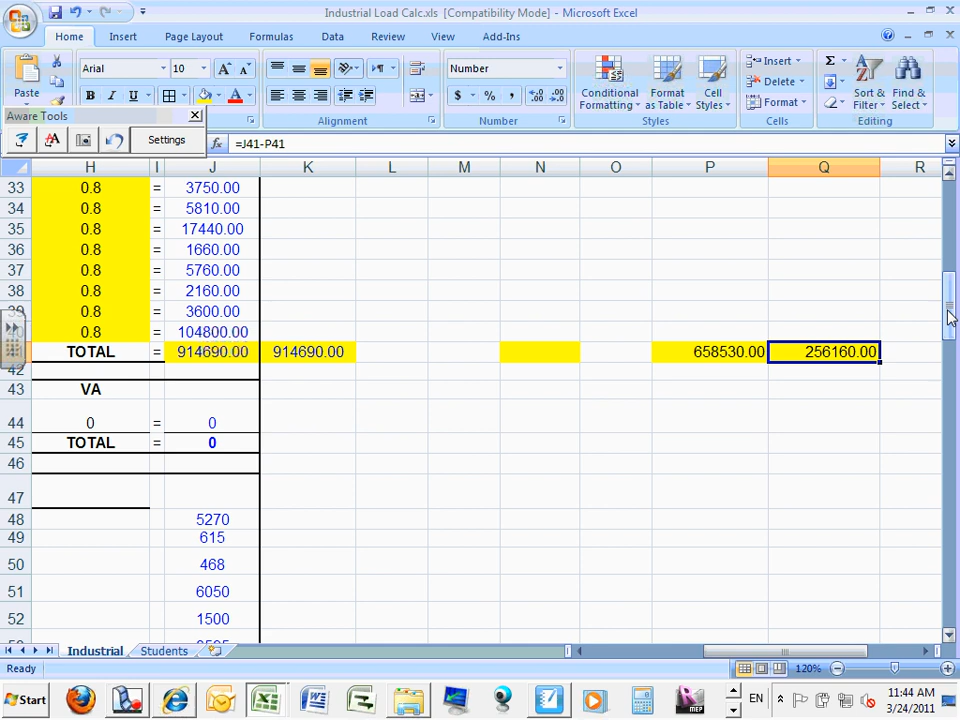 Industrial Load Calc.xls [Compatibility Mode] - Microsoft Excel
Home Insert Page Layout Formulas Data Review View Add-Ins
Paste Arial 10 A A Number Conditional Formatting Format as Table Cell Styles Insert Delete Format Σ Sort & Filter Find & Select
B I U A $ % ,
Alignment Number Styles Cells Editing
Aware Tools
Settings
fx =J41-P41
H I J K L M N O P Q R
33 0.8 = 3750.00
34 0.8 = 5810.00
35 0.8 = 17440.00
36 0.8 = 1660.00
37 0.8 = 5760.00
38 0.8 = 2160.00
39 0.8 = 3600.00
0.8 = 104800.00
TOTAL = 914690.00 914690.00 658530.00 256160.00
42
43 VA
44 0 = 0
45 TOTAL = 0
46
47
48 5270
49 615
50 468
51 6050
52 1500
Industrial Students
Ready 120%
Start MEP EN 11:44 AM
3/24/2011